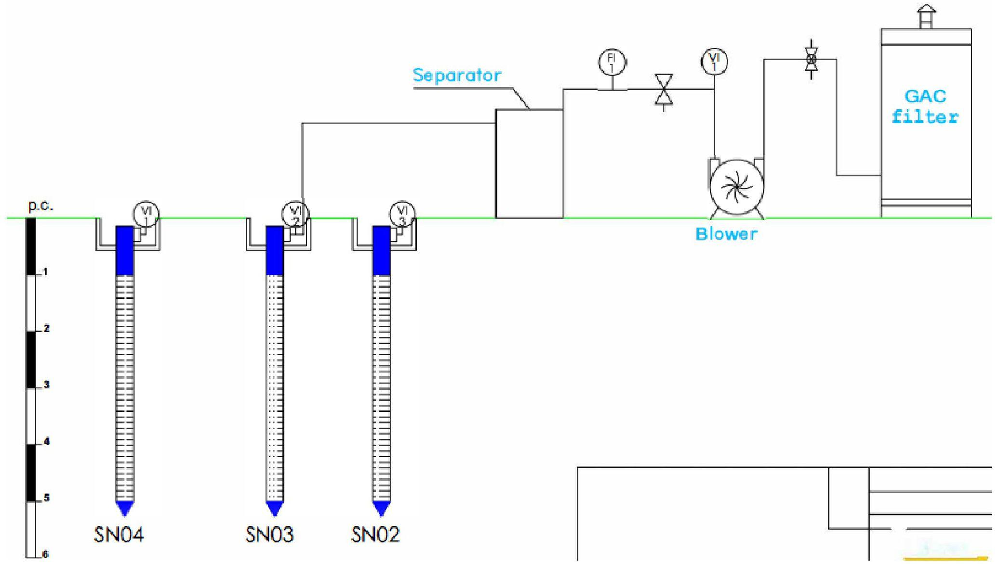 FI
1
VI
1
Separator
GAC
filter
p.c.
VI
1
VI
2
VI
3
Blower
1
2
3
4
5
6
SN04
SN03
SN02